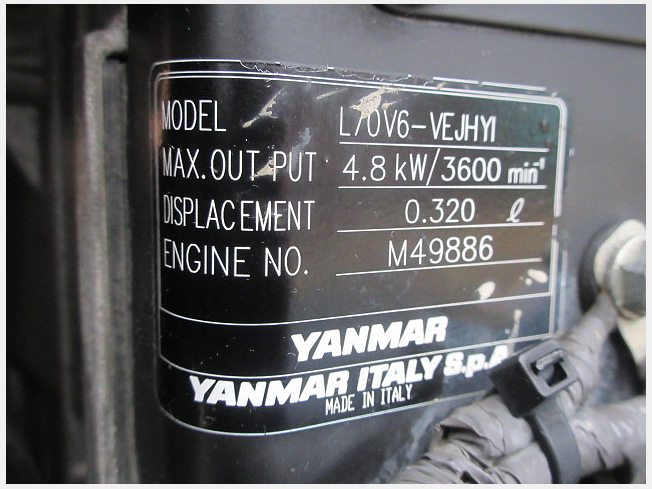 MODEL L70V6-VEJHYI
MAX. OUT PUT 4.8 kW/3600 min⁻¹
DISPLACEMENT 0.320 ℓ
ENGINE NO. M49886
YANMAR
YANMAR ITALY S.p.A
MADE IN ITALY